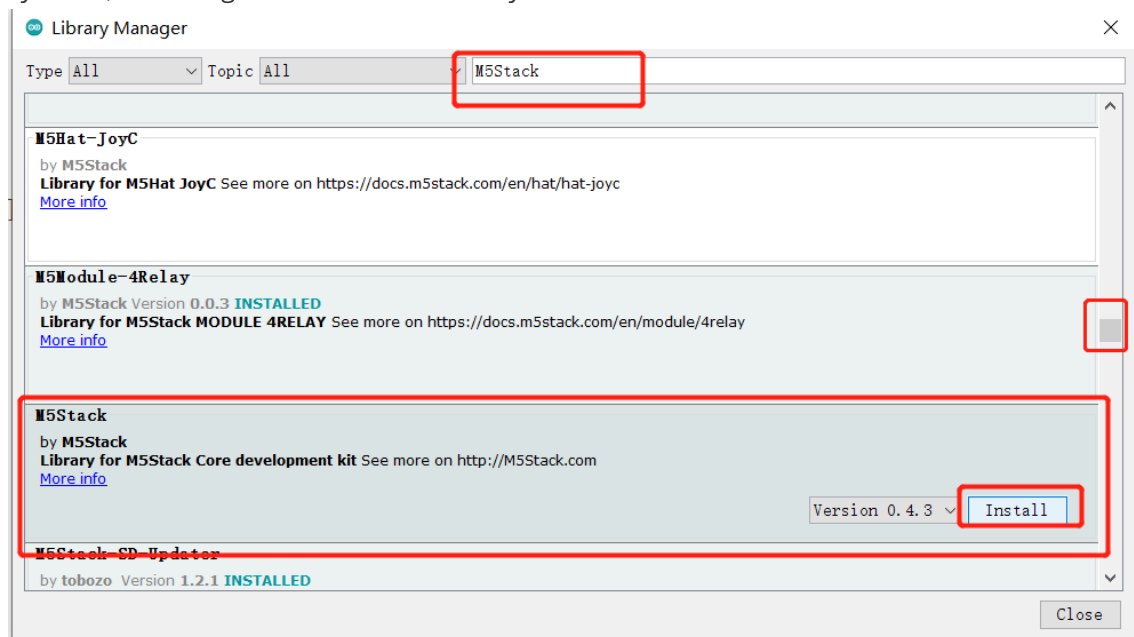 Library Manager
Type All Topic All M5Stack
M5Hat-JoyC
by M5Stack
Library for M5Hat JoyC See more on https://docs.m5stack.com/en/hat/hat-joyc
More info
M5Module-4Relay
by M5Stack Version 0.0.3 INSTALLED
Library for M5Stack MODULE 4RELAY See more on https://docs.m5stack.com/en/module/4relay
More info
M5Stack
by M5Stack
Library for M5Stack Core development kit See more on http://M5Stack.com
More info
Version 0.4.3 Install
M5Stack-SD-Updater
by tobozo Version 1.2.1 INSTALLED
Close